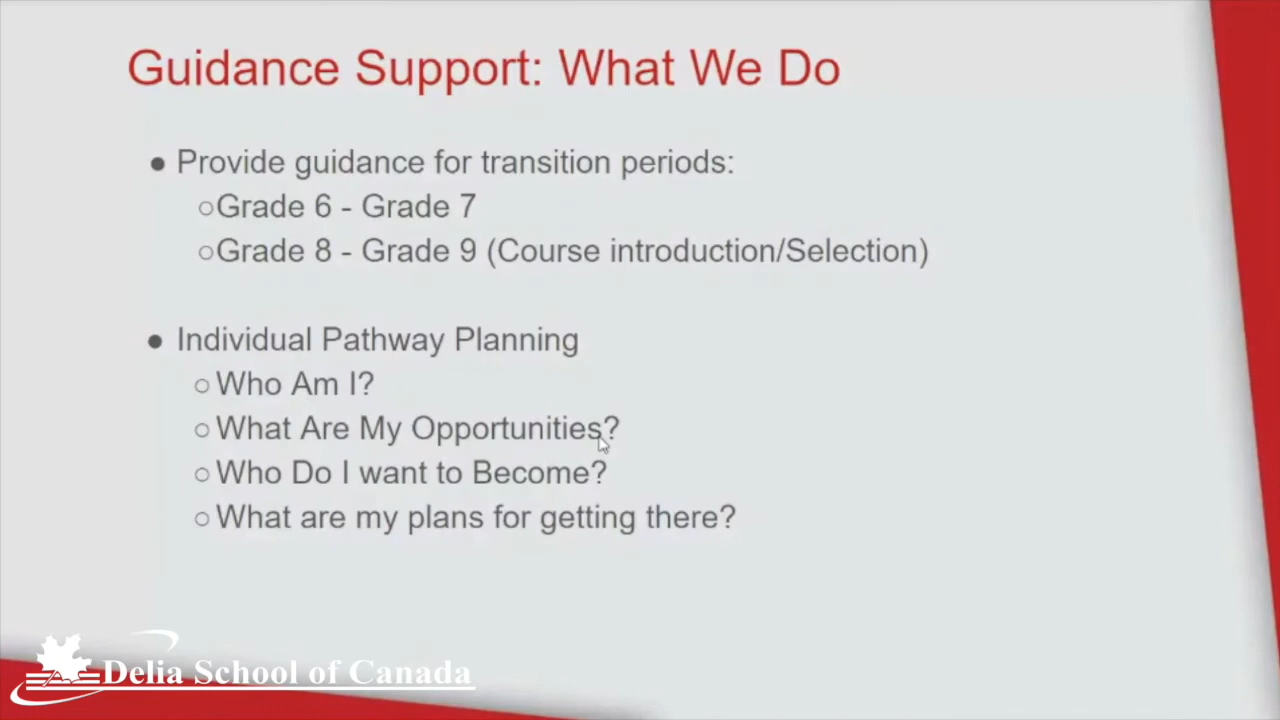 Guidance Support: What We Do
● Provide guidance for transition periods:
○Grade 6 - Grade 7
○Grade 8 - Grade 9 (Course introduction/Selection)
● Individual Pathway Planning
○Who Am I?
○What Are My Opportunities?
○Who Do I want to Become?
○What are my plans for getting there?
Delia School of Canada